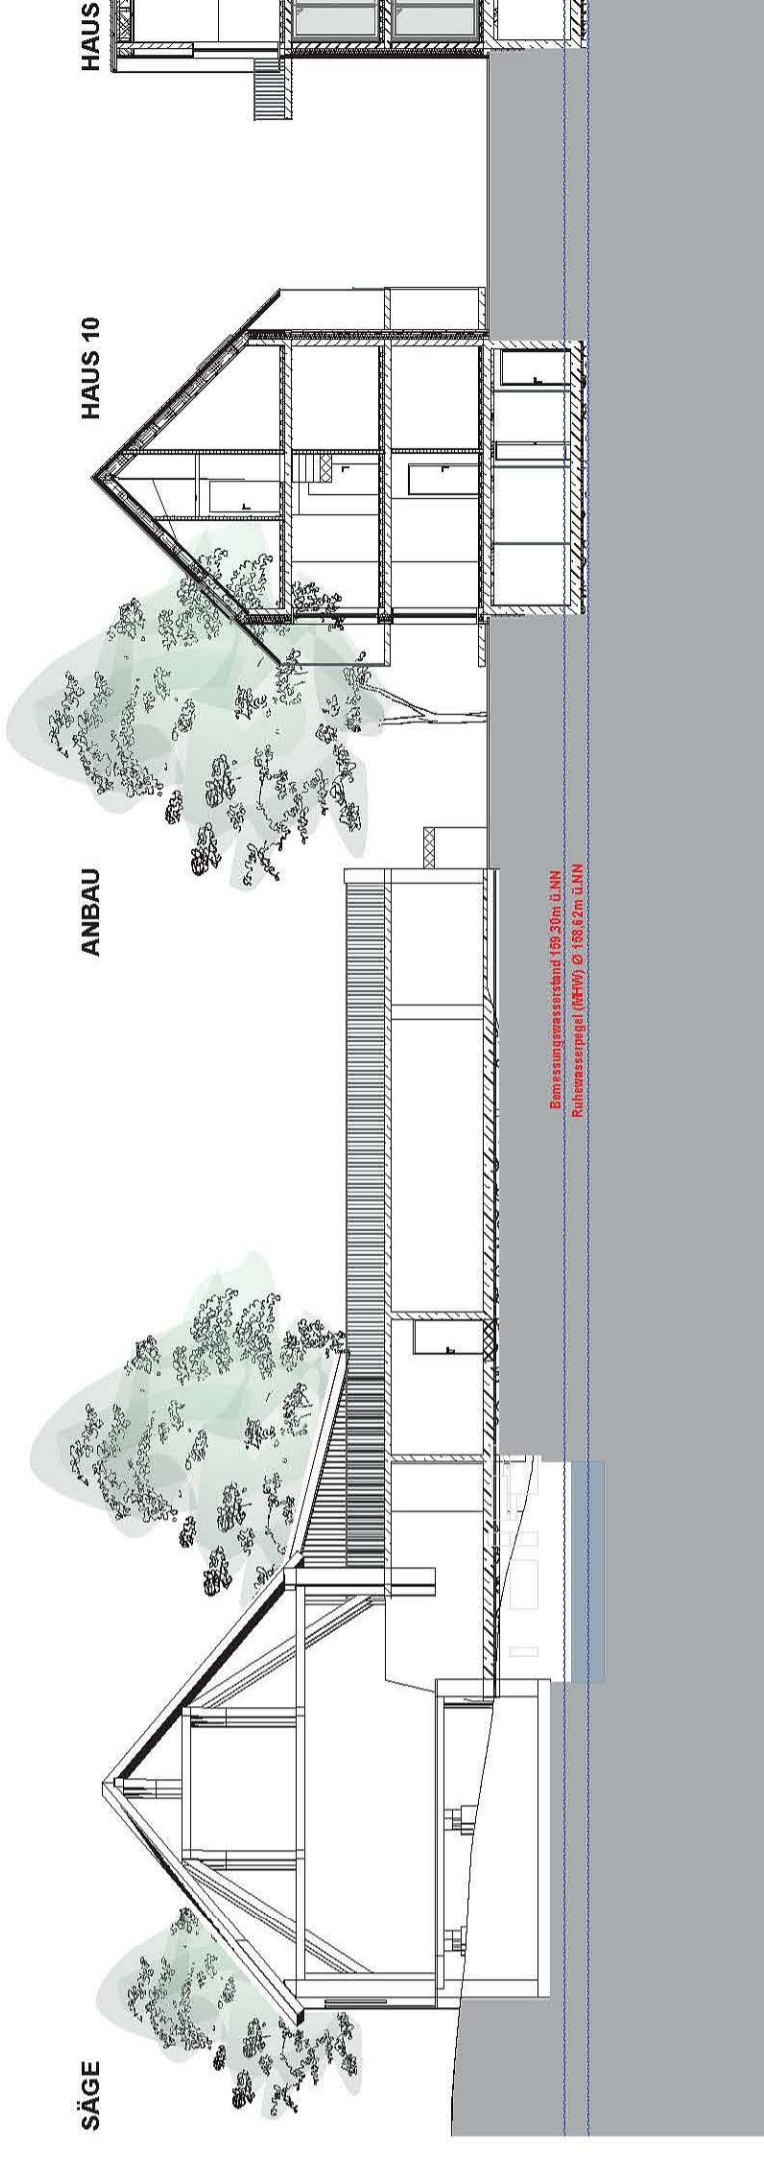 SÄGE
ANBAU
HAUS 10
HAUS
Bemessungswasserstand 159,30m ü.NN
Ruhewasserpegel (MHW) Ø 158,62m ü.NN